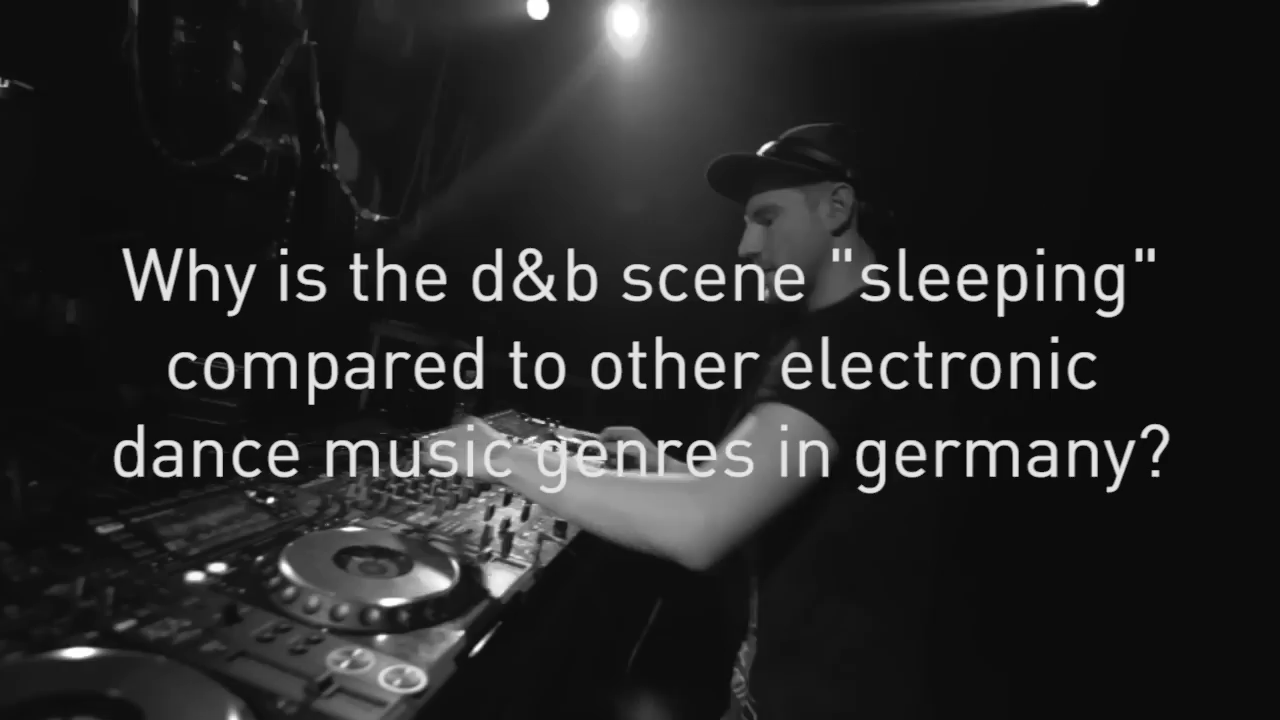 Why is the d&b scene "sleeping"
compared to other electronic
dance music genres in germany?